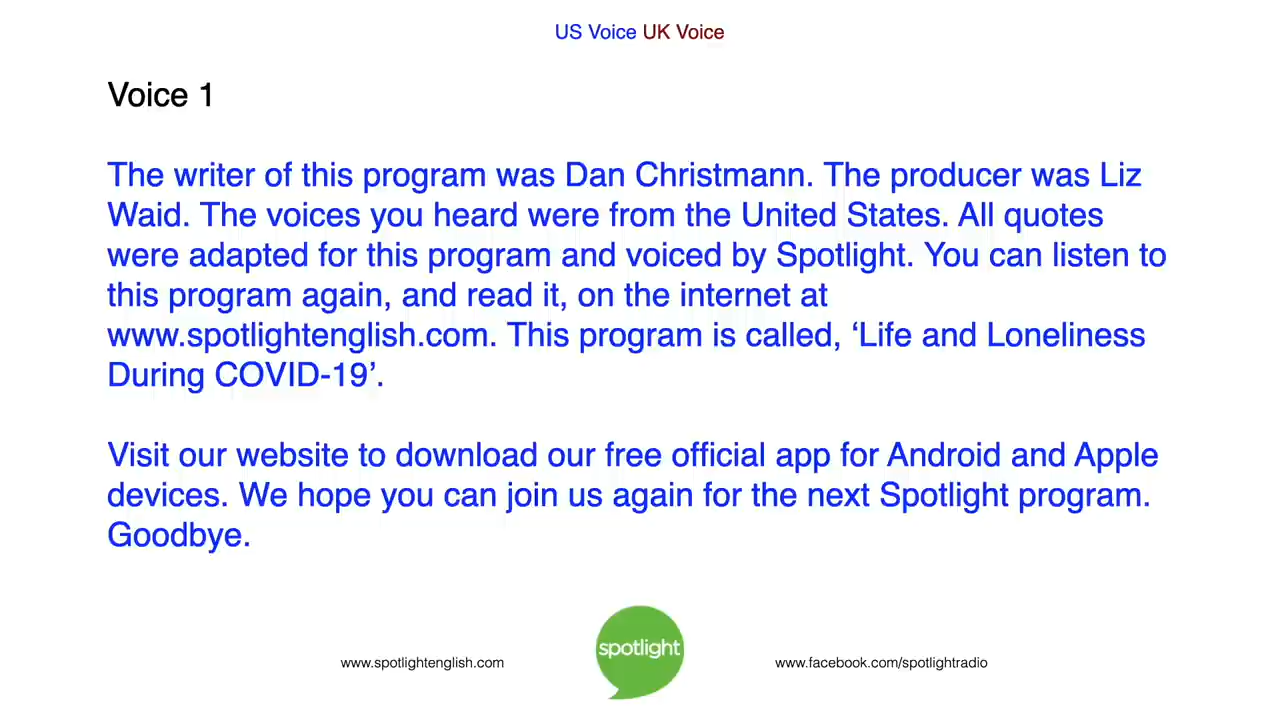 US Voice UK Voice
Voice 1
The writer of this program was Dan Christmann. The producer was Liz
Waid. The voices you heard were from the United States. All quotes
were adapted for this program and voiced by Spotlight. You can listen to
this program again, and read it, on the internet at
www.spotlightenglish.com. This program is called, ‘Life and Loneliness
During COVID-19’.
Visit our website to download our free official app for Android and Apple
devices. We hope you can join us again for the next Spotlight program.
Goodbye.
www.spotlightenglish.com
spotlight
www.facebook.com/spotlightradio